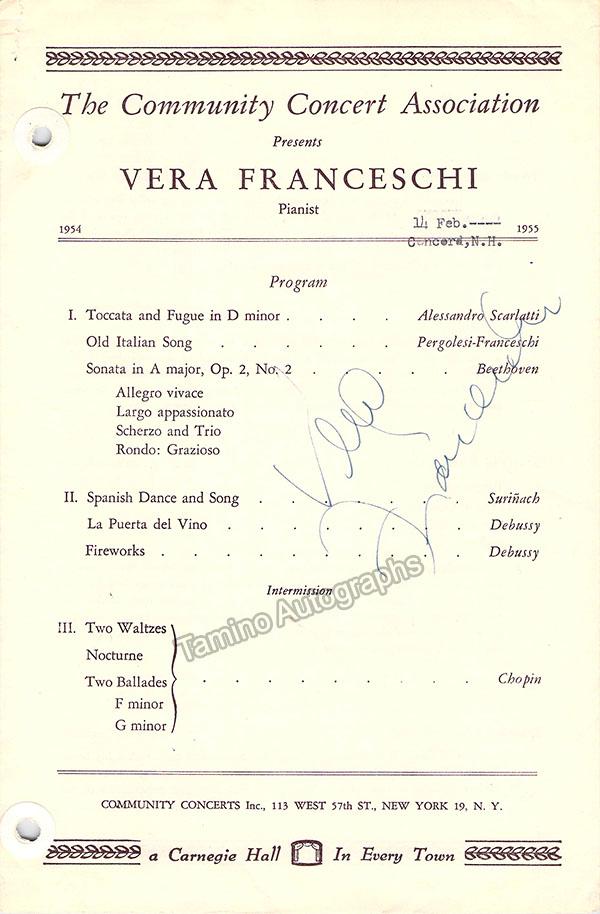 The Community Concert Association
Presents
VERA FRANCESCHI
Pianist
14 Feb.----
1954 1955
Concord,N.H.
Program
I. Toccata and Fugue in D minor . . . . Alessandro Scarlatti
Old Italian Song . . . . . . Pergolesi-Franceschi
Sonata in A major, Op. 2, No. 2 . . . . . Beethoven
Allegro vivace
Largo appassionato
Scherzo and Trio
Rondo: Grazioso
Vera Franceschi
II. Spanish Dance and Song . . . . . . Suriñach
La Puerta del Vino . . . . . . . Debussy
Fireworks . . . . . . . . . Debussy
Intermission
Tamino Autographs
III. Two Waltzes
Nocturne
Two Ballades . . . . . . . . Chopin
F minor
G minor
COMMUNITY CONCERTS Inc., 113 WEST 57th ST., NEW YORK 19, N. Y.
a Carnegie Hall In Every Town